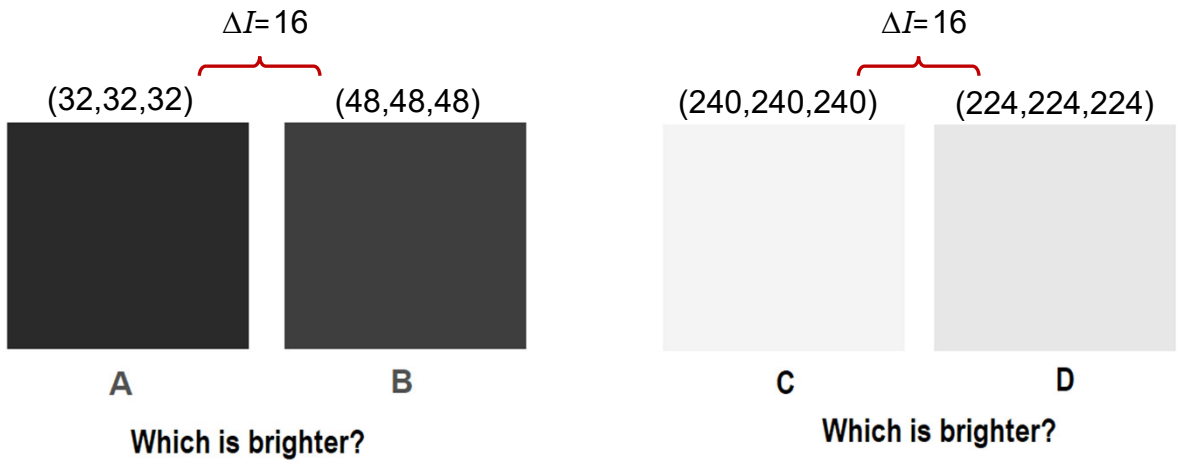 ΔI=16
(32,32,32) (48,48,48)
A B
Which is brighter?
ΔI=16
(240,240,240) (224,224,224)
C D
Which is brighter?